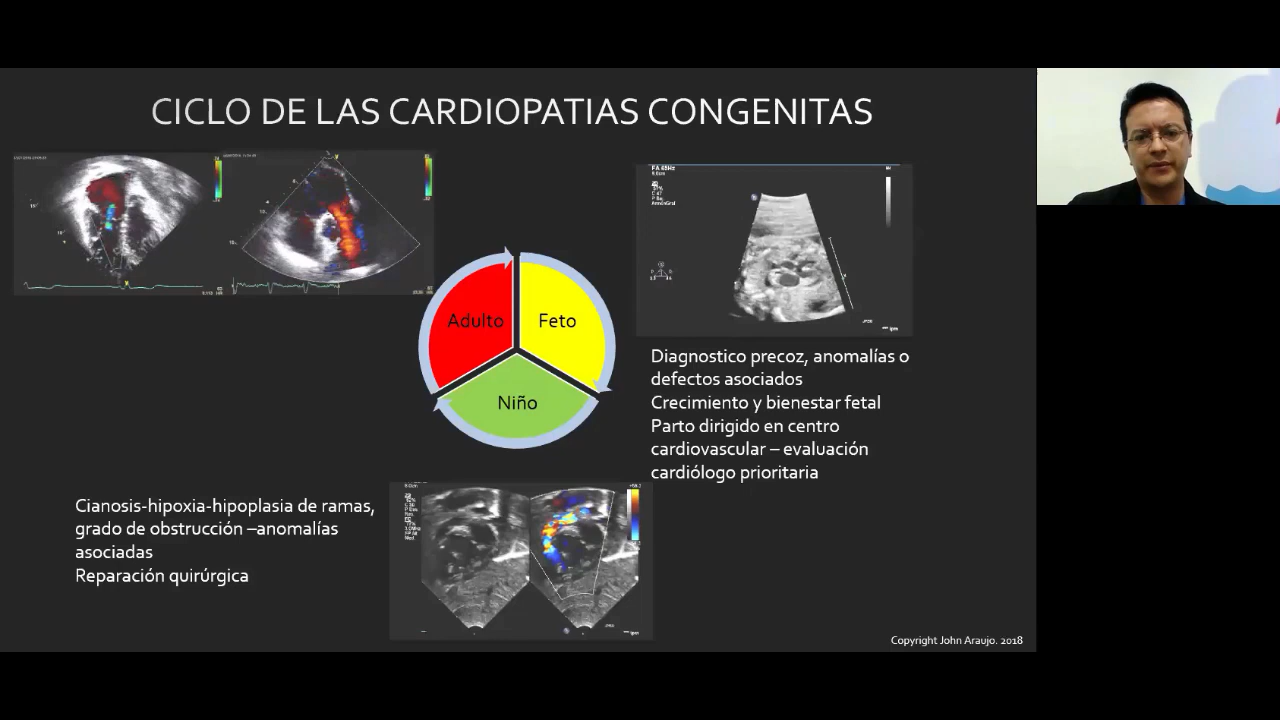 CICLO DE LAS CARDIOPATIAS CONGENITAS
Adulto
Feto
Niño
Diagnostico precoz, anomalías o
defectos asociados
Crecimiento y bienestar fetal
Parto dirigido en centro
cardiovascular – evaluación
cardiólogo prioritaria
Cianosis-hipoxia-hipoplasia de ramas,
grado de obstrucción –anomalías
asociadas
Reparación quirúrgica
Copyright John Araujo. 2018